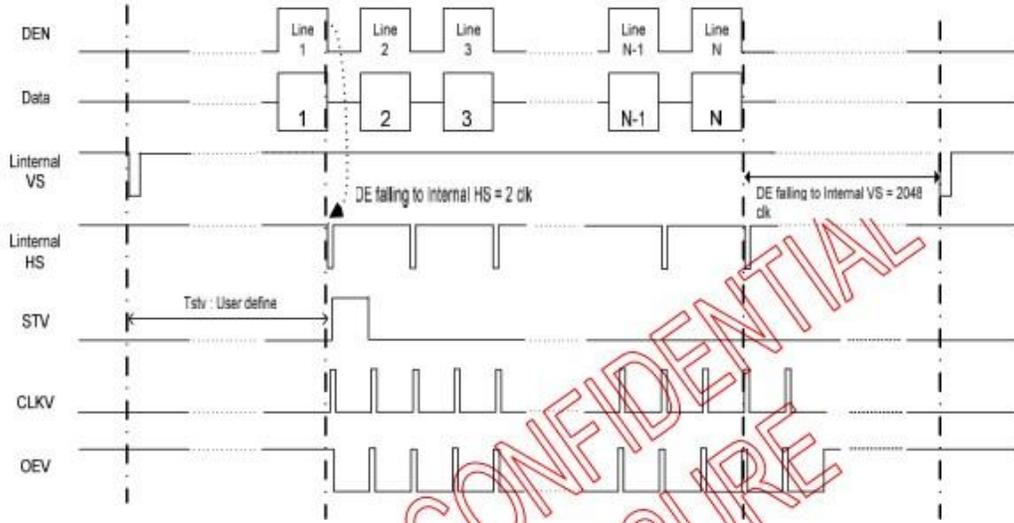 DEN
Line
1
Line
2
Line
3
Line
N-1
Line
N
Data
1
2
3
N-1
N
Linternal
VS
DE falling to Internal HS = 2 clk
DE falling to Internal VS = 2048
clk
Linternal
HS
Tstv : User define
STV
CLKV
OEV
CONFIDENTIAL